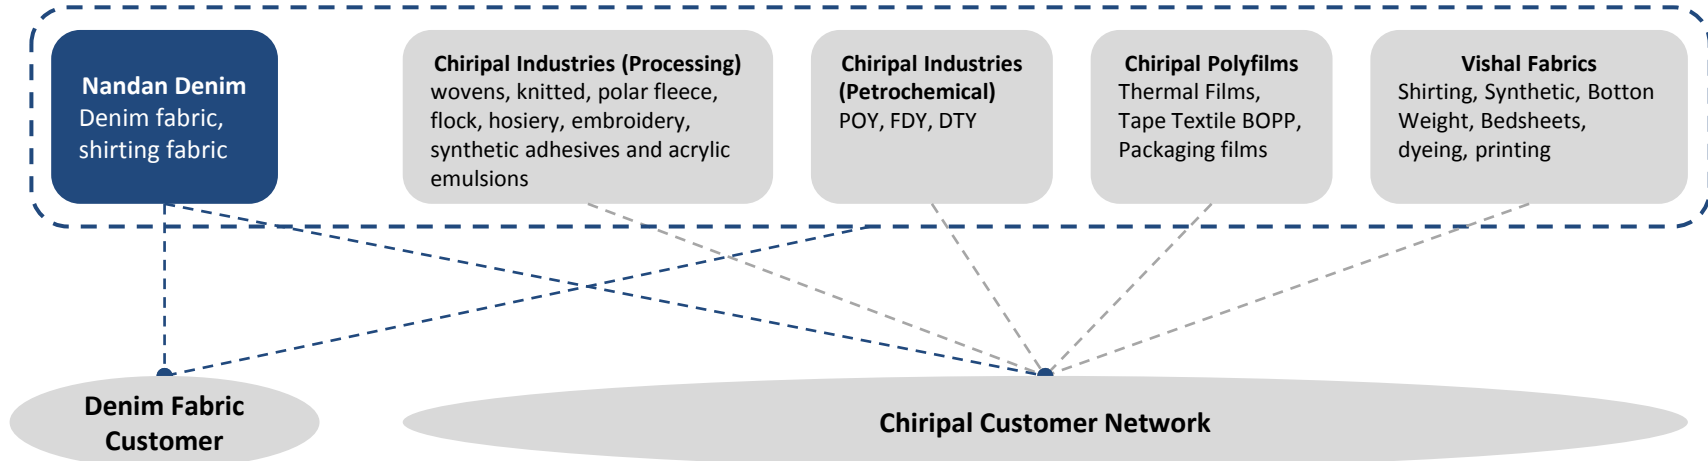 Nandan Denim
Denim fabric,
shirting fabric
Chiripal Industries (Processing)
wovens, knitted, polar fleece,
flock, hosiery, embroidery,
synthetic adhesives and acrylic
emulsions
Chiripal Industries
(Petrochemical)
POY, FDY, DTY
Chiripal Polyfilms
Thermal Films,
Tape Textile BOPP,
Packaging films
Vishal Fabrics
Shirting, Synthetic, Botton
Weight, Bedsheets,
dyeing, printing
Denim Fabric
Customer
Chiripal Customer Network